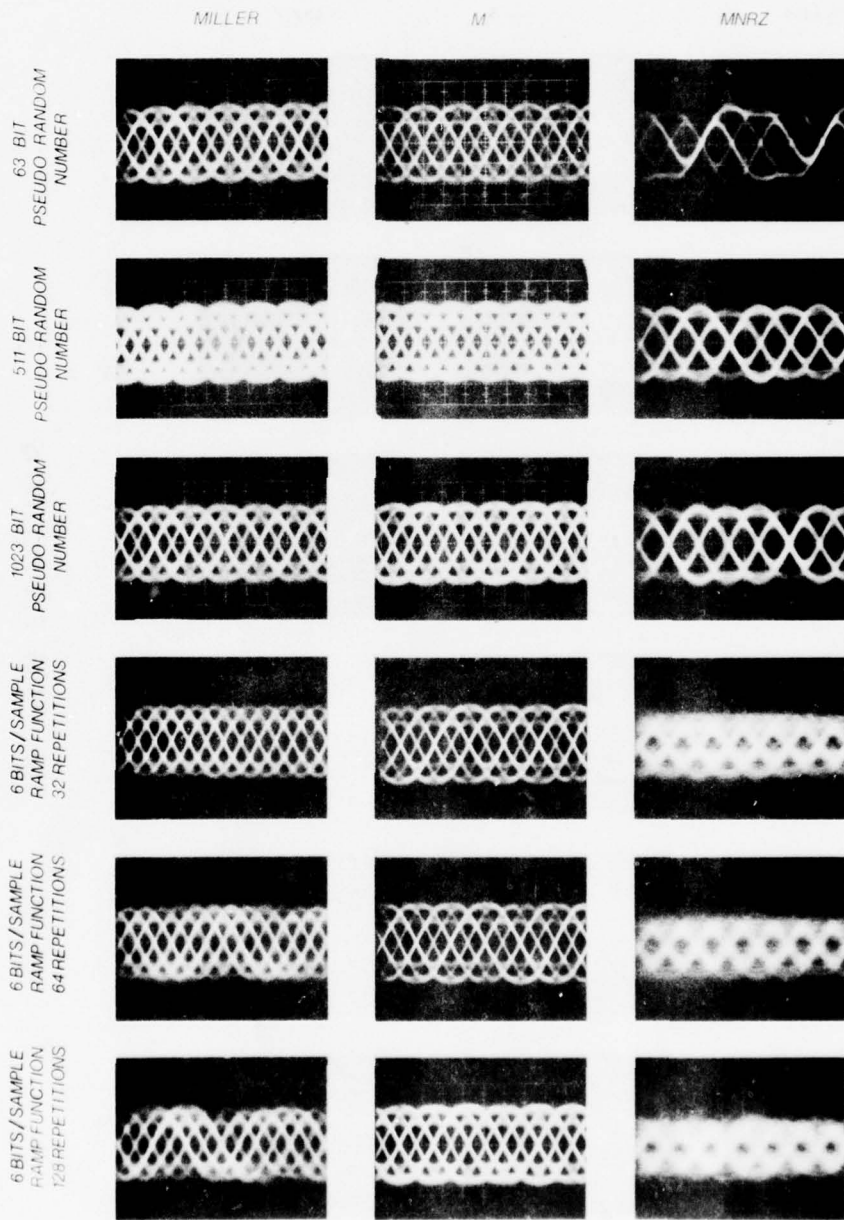 MILLER M² MNRZ
63 BIT
PSEUDO RANDOM
NUMBER
511 BIT
PSEUDO RANDOM
NUMBER
1023 BIT
PSEUDO RANDOM
NUMBER
6 BITS/SAMPLE
RAMP FUNCTION
32 REPETITIONS
6 BITS/SAMPLE
RAMP FUNCTION
64 REPETITIONS
6 BITS/SAMPLE
RAMP FUNCTION
128 REPETITIONS